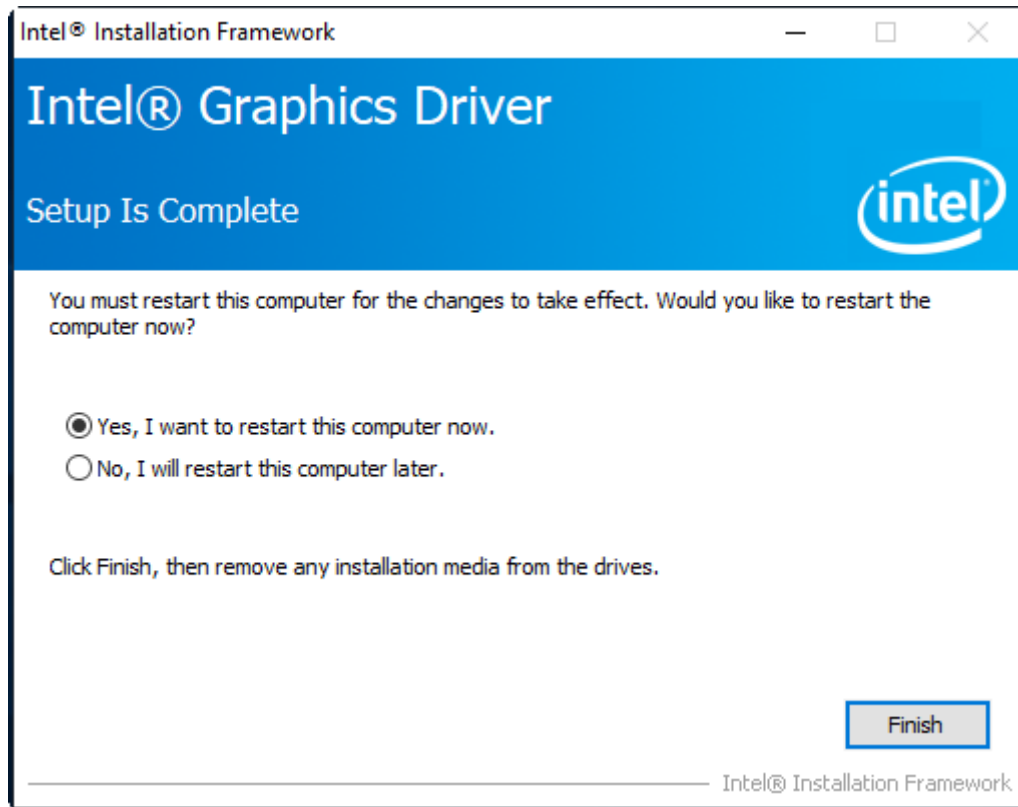 Intel® Installation Framework
Intel® Graphics Driver
Setup Is Complete
intel
You must restart this computer for the changes to take effect. Would you like to restart the
computer now?
Yes, I want to restart this computer now.
No, I will restart this computer later.
Click Finish, then remove any installation media from the drives.
Finish
Intel® Installation Framework